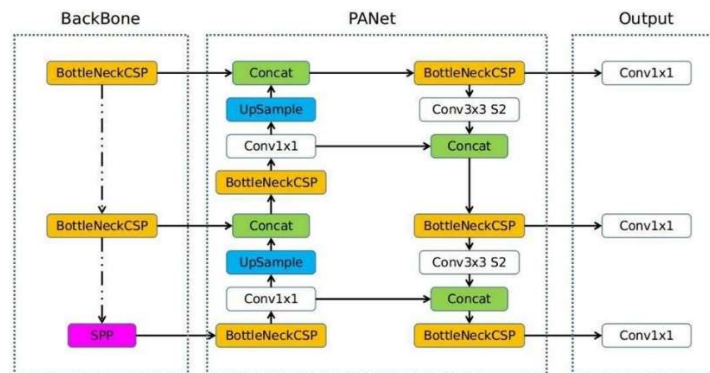 BackBone PANet Output
BottleNeckCSP Concat BottleNeckCSP Conv1x1
UpSample Conv3x3 S2
Conv1x1 Concat
BottleNeckCSP
BottleNeckCSP Concat BottleNeckCSP Conv1x1
UpSample Conv3x3 S2
Conv1x1 Concat
SPP BottleNeckCSP BottleNeckCSP Conv1x1